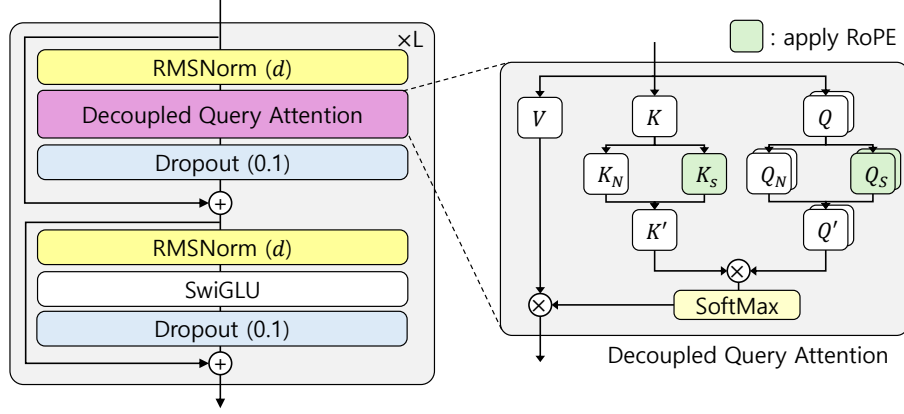 ×L
RMSNorm (d)
Decoupled Query Attention
Dropout (0.1)
+
RMSNorm (d)
SwiGLU
Dropout (0.1)
+
: apply RoPE
V
K
Q
K_N
K_s
Q_N
Q_S
K′
Q′
×
SoftMax
×
Decoupled Query Attention